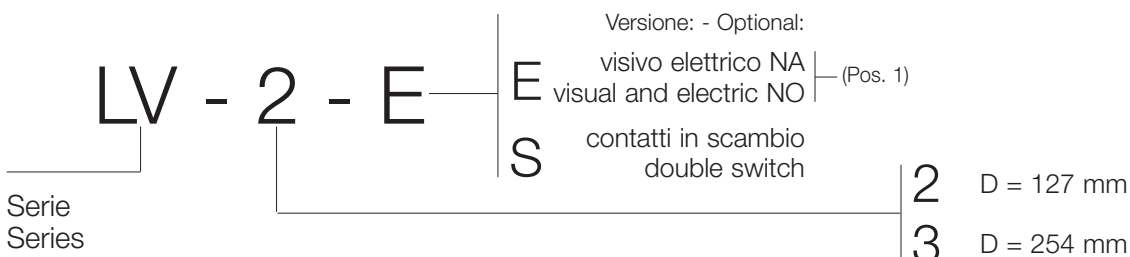 Versione: - Optional:
LV - 2 - E
E
visivo elettrico NA
visual and electric NO
(Pos. 1)
S
contatti in scambio
double switch
Serie
Series
2 D = 127 mm
3 D = 254 mm